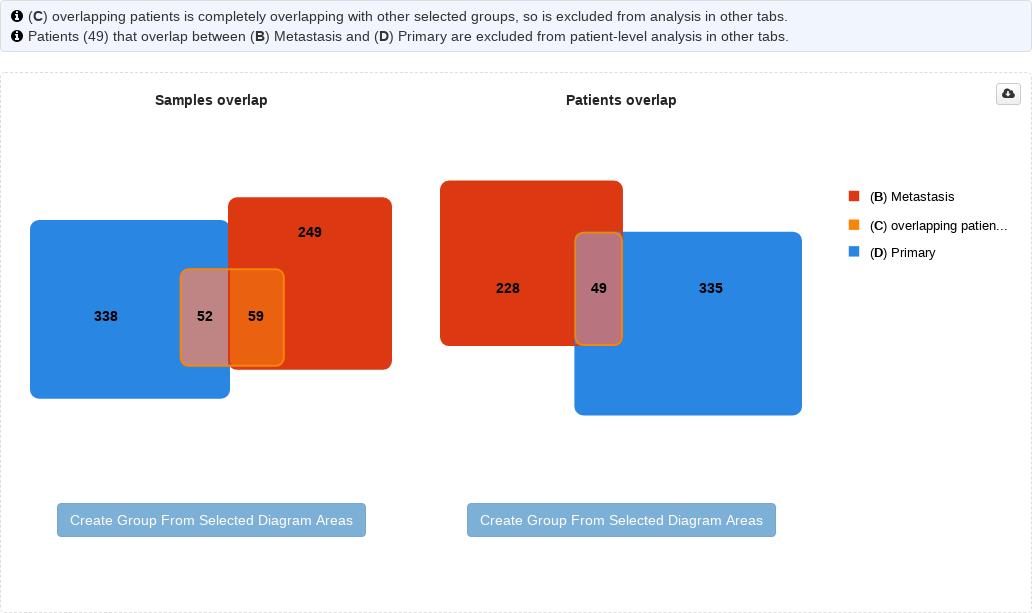 (C) overlapping patients is completely overlapping with other selected groups, so is excluded from analysis in other tabs.
Patients (49) that overlap between (B) Metastasis and (D) Primary are excluded from patient-level analysis in other tabs.
Samples overlap
249
338
52
59
Create Group From Selected Diagram Areas
Patients overlap
228
49
335
Create Group From Selected Diagram Areas
(B) Metastasis
(C) overlapping patien...
(D) Primary